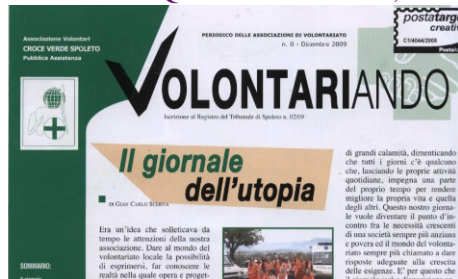 Associazione Volontari
CROCE VERDE SPOLETO
Pubblica Assistenza
PERIODICO DELLE ASSOCIAZIONI DI VOLONTARIATO
n. 0 - Dicembre 2009
postatarget
creative
C1/4044/2008
VOLONTARIANDO
Iscrizione al Registro del Tribunale di Spoleto n. 02/09
Il giornale
dell'utopia
DI GIAN CARLO
Era un'idea che solleticava da
tempo le attenzioni della nostra
associazione. Dare al mondo del
volontariato locale la possibilità
di esprimersi, far conoscere le
realtà nella quale opera e proget-
di grandi calamità, dimenticando
che tutti i giorni c'è qualcuno
che, lasciando le proprie attività
quotidiane, impegna una parte
del proprio tempo per rendere
migliore la propria vita e quella
degli altri. Questo nostro giorna-
le vuole diventare il punto d'in-
contro fra le necessità crescenti
di una società sempre più anziana
e povera ed il mondo del volonta-
riato sempre più chiamato a dare
risposte adeguate alla crescita
delle esigenze. E' per questo che
SOMMARIO: